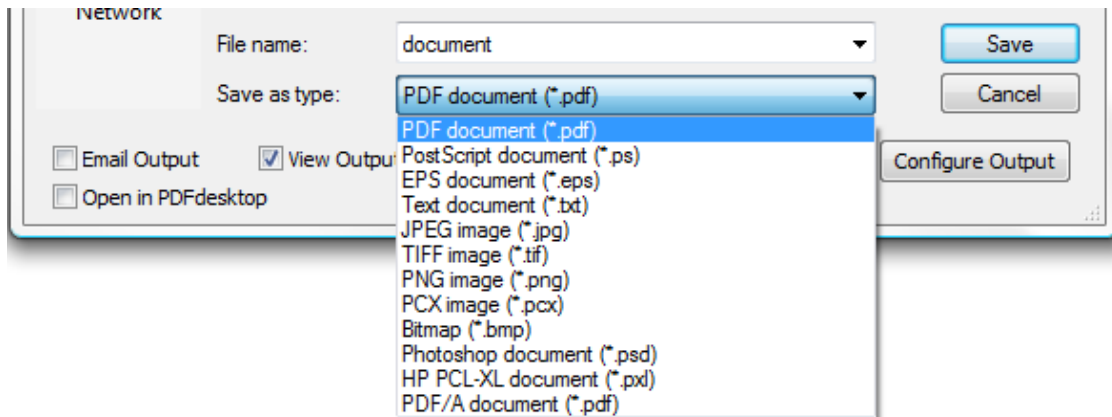 Network
File name: document Save
Save as type: PDF document (*.pdf) Cancel
PDF document (*.pdf)
Email Output View Outpu PostScript document (*.ps) Configure Output
EPS document (*.eps)
Open in PDFdesktop Text document (*.txt)
JPEG image (*.jpg)
TIFF image (*.tif)
PNG image (*.png)
PCX image (*.pcx)
Bitmap (*.bmp)
Photoshop document (*.psd)
HP PCL-XL document (*.pxl)
PDF/A document (*.pdf)